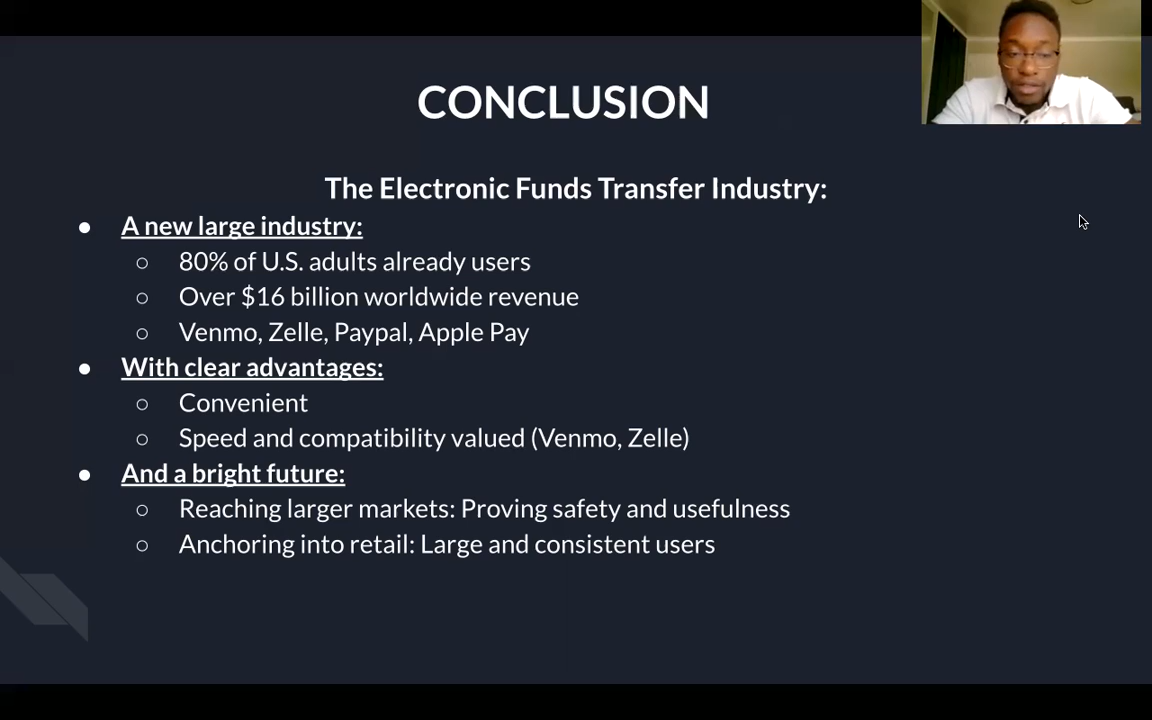 CONCLUSION
The Electronic Funds Transfer Industry:
● A new large industry:
○ 80% of U.S. adults already users
○ Over $16 billion worldwide revenue
○ Venmo, Zelle, Paypal, Apple Pay
● With clear advantages:
○ Convenient
○ Speed and compatibility valued (Venmo, Zelle)
● And a bright future:
○ Reaching larger markets: Proving safety and usefulness
○ Anchoring into retail: Large and consistent users